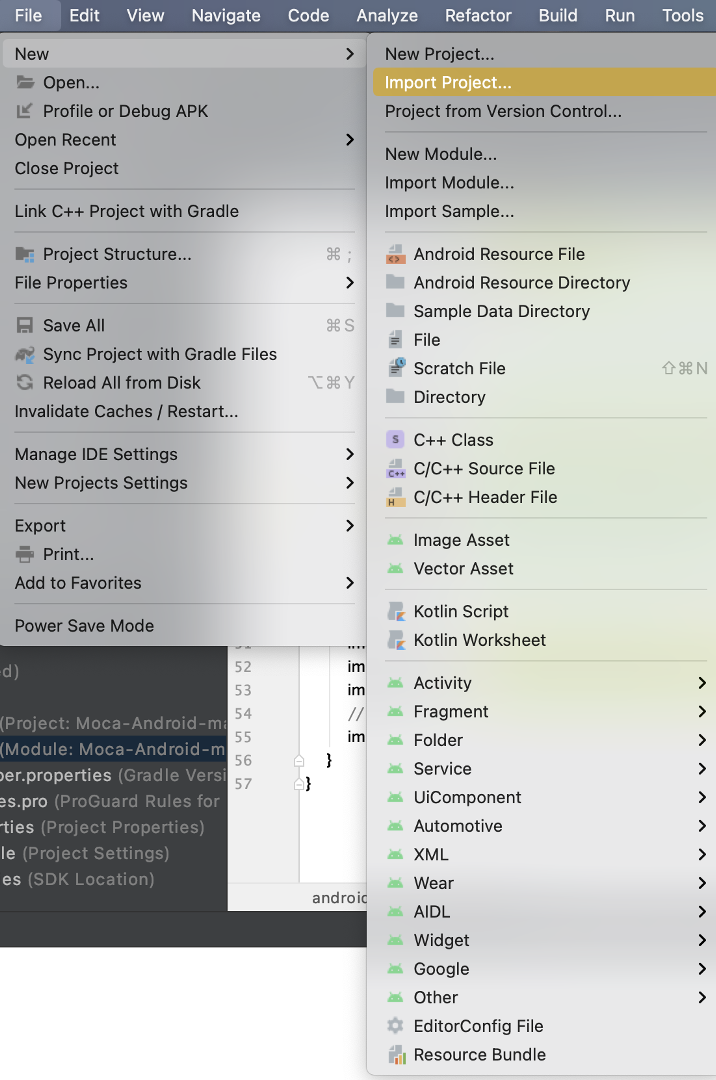 File Edit View Navigate Code Analyze Refactor Build Run Tools
New
Open...
Profile or Debug APK
Open Recent
Close Project
Link C++ Project with Gradle
Project Structure... ⌘ ;
File Properties
Save All ⌘ S
Sync Project with Gradle Files
Reload All from Disk ⌥⌘Y
Invalidate Caches / Restart...
Manage IDE Settings
New Projects Settings
Export
Print...
Add to Favorites
Power Save Mode
New Project...
Import Project...
Project from Version Control...
New Module...
Import Module...
Import Sample...
Android Resource File
Android Resource Directory
Sample Data Directory
File
Scratch File ⇧⌘N
Directory
S C++ Class
C++ C/C++ Source File
H C/C++ Header File
Image Asset
Vector Asset
Kotlin Script
Kotlin Worksheet
Activity
Fragment
Folder
Service
UiComponent
Automotive
XML
Wear
AIDL
Widget
Google
Other
EditorConfig File
Resource Bundle
ed)
(Project: Moca-Android-ma
(Module: Moca-Android-m
per.properties (Gradle Versi
es.pro (ProGuard Rules for
rties (Project Properties)
le (Project Settings)
es (SDK Location)
51 im
52 im
53 im
54 //
55 im
56 }
57 }
android